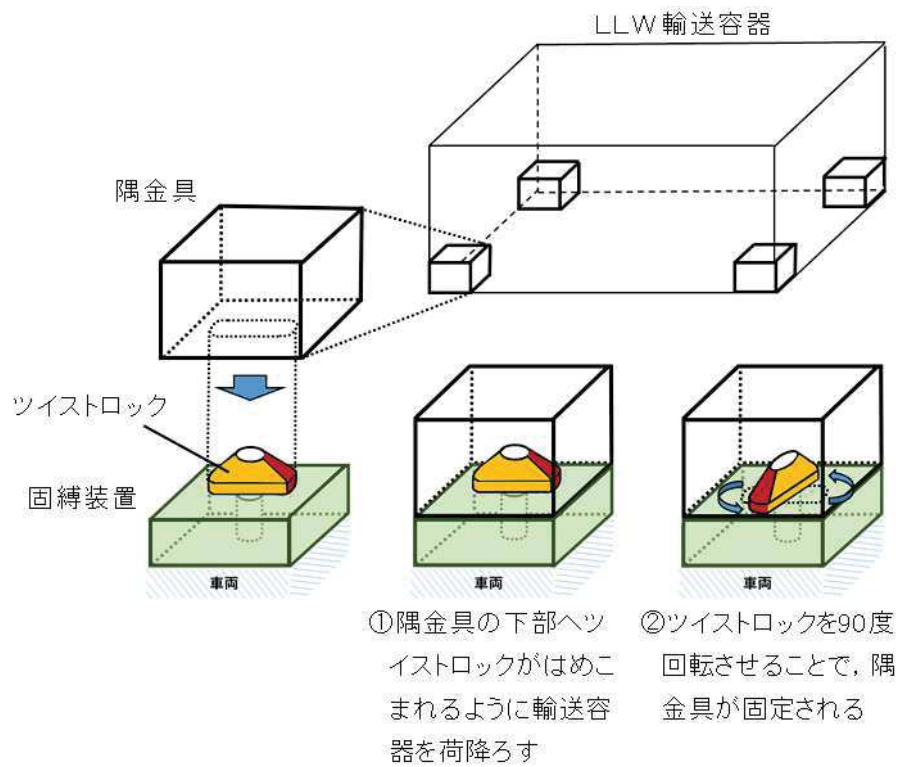 LLW輸送容器
隅金具
ツイストロック
固縛装置
車両
車両
車両
①隅金具の下部へツ
イストロックがはめこ
まれるように輸送容
器を荷降ろす
②ツイストロックを90度
回転させることで，隅
金具が固定される